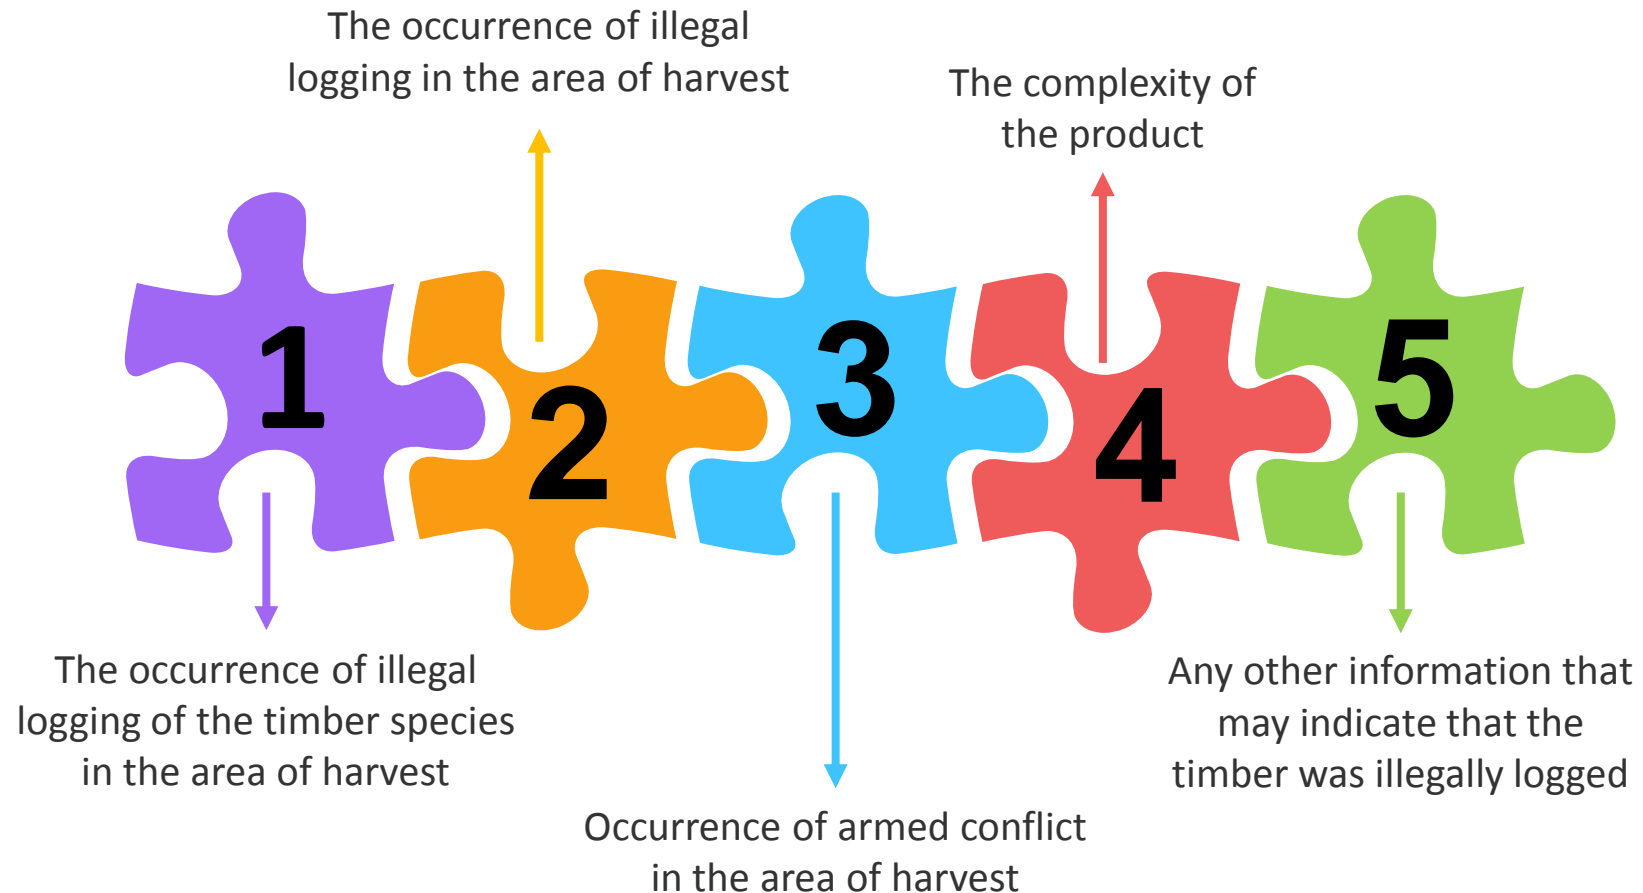 The occurrence of illegal
logging in the area of harvest
The complexity of
the product
1
2
3
4
5
The occurrence of illegal
logging of the timber species
in the area of harvest
Any other information that
may indicate that the
timber was illegally logged
Occurrence of armed conflict
in the area of harvest